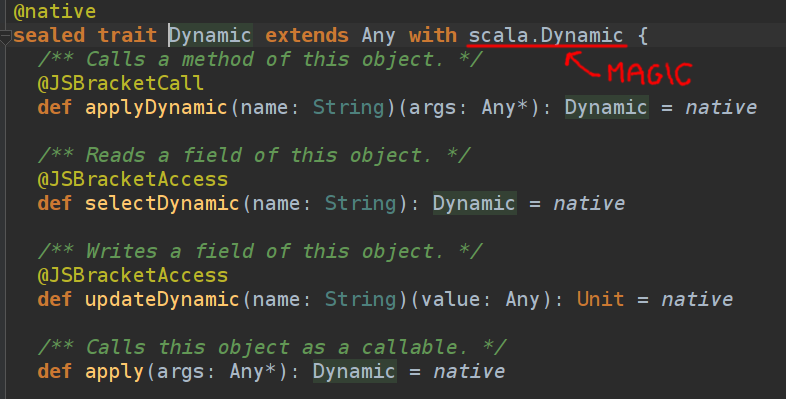 @native
sealed trait Dynamic extends Any with scala.Dynamic {
/** Calls a method of this object. */
MAGIC
@JSBracketCall
def applyDynamic(name: String)(args: Any*): Dynamic = native
/** Reads a field of this object. */
@JSBracketAccess
def selectDynamic(name: String): Dynamic = native
/** Writes a field of this object. */
@JSBracketAccess
def updateDynamic(name: String)(value: Any): Unit = native
/** Calls this object as a callable. */
def apply(args: Any*): Dynamic = native